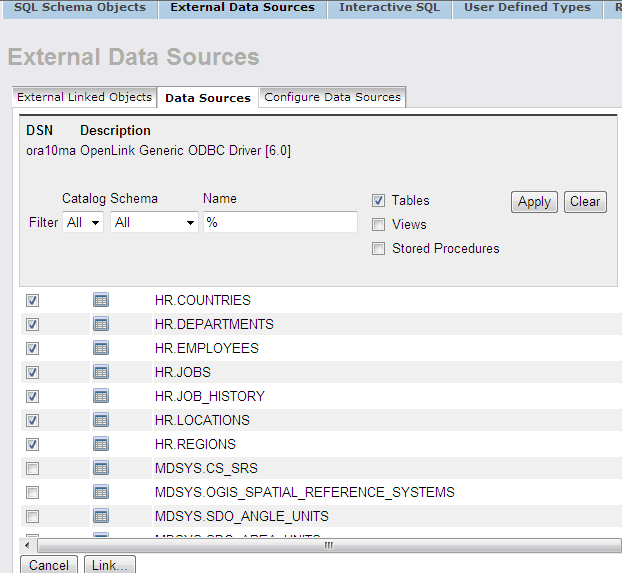 SQL Schema Objects External Data Sources Interactive SQL User Defined Types R
External Data Sources
External Linked Objects Data Sources Configure Data Sources
DSN Description
ora10ma OpenLink Generic ODBC Driver [6.0]
Catalog Schema Name
Filter All All %
Tables
Views
Stored Procedures
Apply Clear
HR.COUNTRIES
HR.DEPARTMENTS
HR.EMPLOYEES
HR.JOBS
HR.JOB_HISTORY
HR.LOCATIONS
HR.REGIONS
MDSYS.CS_SRS
MDSYS.OGIS_SPATIAL_REFERENCE_SYSTEMS
MDSYS.SDO_ANGLE_UNITS
MDSYS.SDO_AREA_UNITS
Cancel Link...